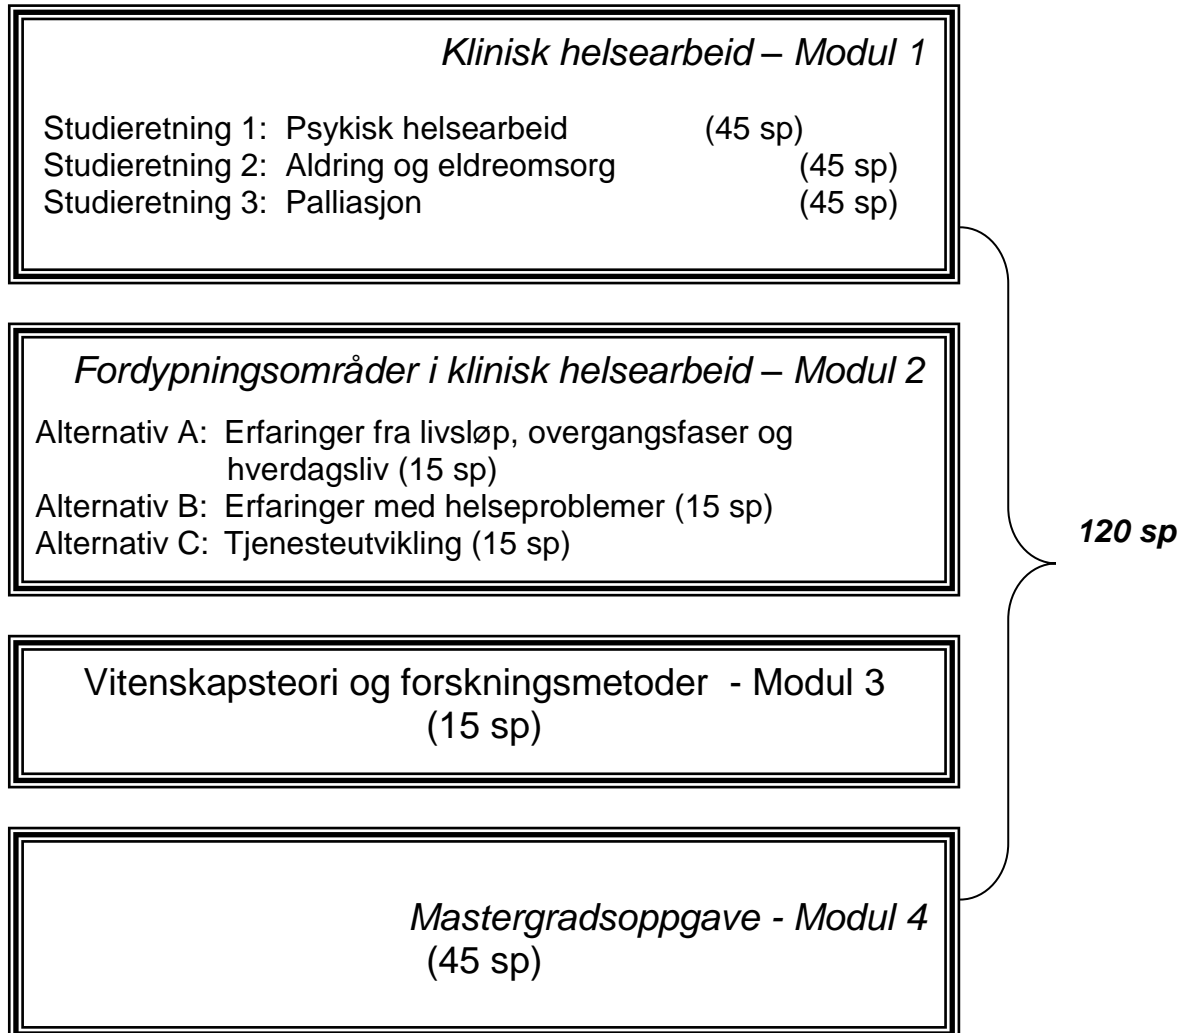 Klinisk helsearbeid – Modul 1
Studieretning 1: Psykisk helsearbeid (45 sp)
Studieretning 2: Aldring og eldreomsorg (45 sp)
Studieretning 3: Palliasjon (45 sp)
Fordypningsområder i klinisk helsearbeid – Modul 2
Alternativ A: Erfaringer fra livsløp, overgangsfaser og
hverdagsliv (15 sp)
Alternativ B: Erfaringer med helseproblemer (15 sp)
Alternativ C: Tjenesteutvikling (15 sp)
120 sp
Vitenskapsteori og forskningsmetoder - Modul 3
(15 sp)
Mastergradsoppgave - Modul 4
(45 sp)